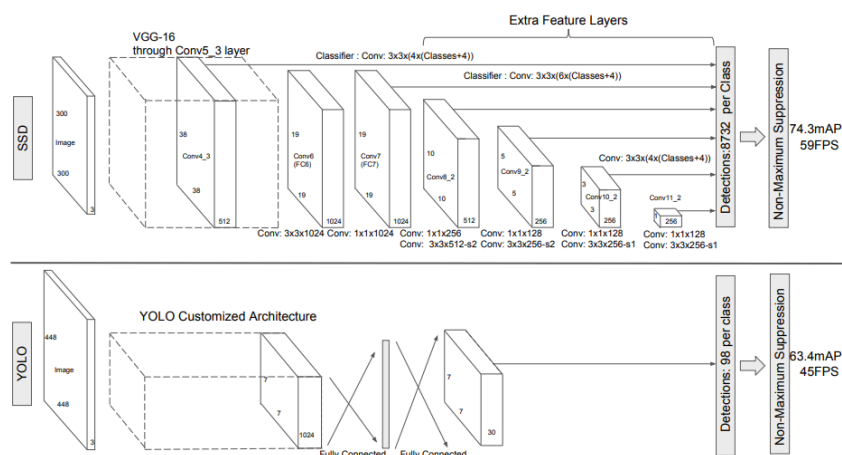 Extra Feature Layers
VGG-16
through Conv5_3 layer
Classifier : Conv: 3x3x(4x(Classes+4))
Classifier : Conv: 3x3x(6x(Classes+4))
SSD
300
Image
300
3
38
Conv4_3
38
512
19
Conv6
(FC6)
19
1024
19
Conv7
(FC7)
19
1024
10
Conv8_2
10
512
5
Conv9_2
5
256
Conv: 3x3x(4x(Classes+4))
3
Conv10_2
3
256
Conv11_2
1
256
Detections:8732 per Class
Non-Maximum Suppression
74.3mAP
59FPS
Conv: 3x3x1024
Conv: 1x1x1024
Conv: 1x1x256
Conv: 3x3x512-s2
Conv: 1x1x128
Conv: 3x3x256-s2
Conv: 1x1x128
Conv: 3x3x256-s1
Conv: 1x1x128
Conv: 3x3x256-s1
YOLO
448
Image
448
3
YOLO Customized Architecture
7
7
1024
Fully Connected
Fully Connected
7
7
30
Detections: 98 per class
Non-Maximum Suppression
63.4mAP
45FPS